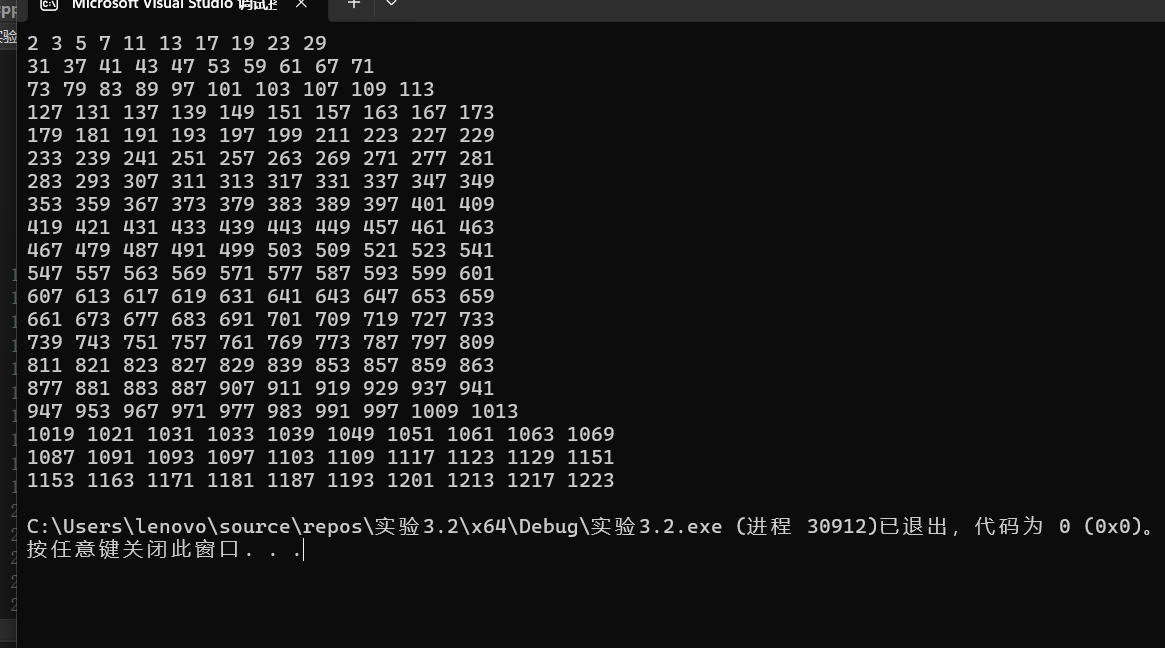 Microsoft Visual Studio 调试
2 3 5 7 11 13 17 19 23 29
31 37 41 43 47 53 59 61 67 71
73 79 83 89 97 101 103 107 109 113
127 131 137 139 149 151 157 163 167 173
179 181 191 193 197 199 211 223 227 229
233 239 241 251 257 263 269 271 277 281
283 293 307 311 313 317 331 337 347 349
353 359 367 373 379 383 389 397 401 409
419 421 431 433 439 443 449 457 461 463
467 479 487 491 499 503 509 521 523 541
547 557 563 569 571 577 587 593 599 601
607 613 617 619 631 641 643 647 653 659
661 673 677 683 691 701 709 719 727 733
739 743 751 757 761 769 773 787 797 809
811 821 823 827 829 839 853 857 859 863
877 881 883 887 907 911 919 929 937 941
947 953 967 971 977 983 991 997 1009 1013
1019 1021 1031 1033 1039 1049 1051 1061 1063 1069
1087 1091 1093 1097 1103 1109 1117 1123 1129 1151
1153 1163 1171 1181 1187 1193 1201 1213 1217 1223
C:\Users\lenovo\source\repos\实验3.2\x64\Debug\实验3.2.exe (进程 30912)已退出，代码为 0 (0x0)。
按任意键关闭此窗口. . .